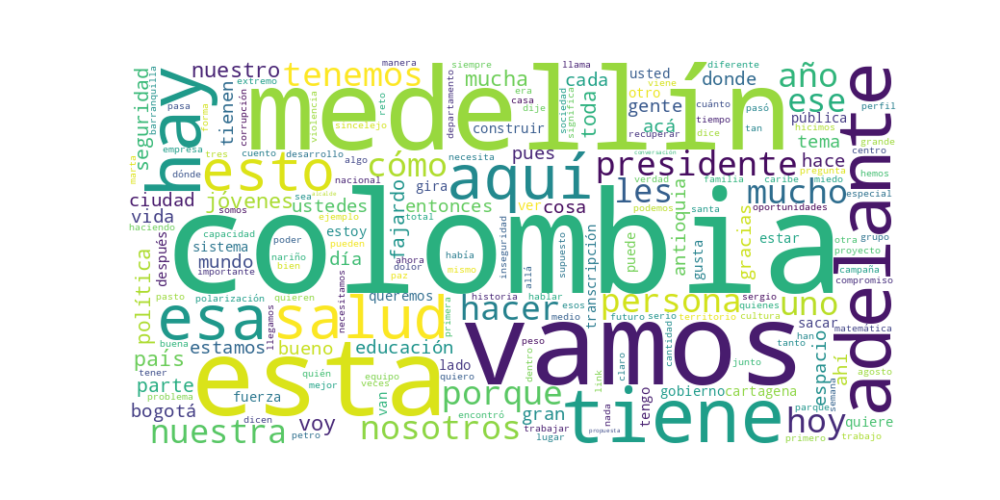 medellín
colombia
vamos
esta
adelante
tiene
hay
esto
aquí
salud
esa
tenemos
nuestro
mucha
cada
toda
gente
donde
usted
otro
año
ese
tema
pública
seguridad
tienen
construir
acá
recuperar
cómo
pues
presidente
hace
les
mucho
ciudad
jóvenes
ustedes
entonces
gira
cosa
vida
día
estoy
fajardo
ver
antioquia
gracias
gusta
estar
puede
mundo
sistema
política
queremos
hacer
persona
uno
transcripción
inseguridad
estamos
bueno
educación
país
parte
lado
porque
nosotros
nuestra
bogotá
voy
fuerza
van
gran
tengo
gobierno
cartagena
espacio
ahí
sacar
hoy
quiere
manera
siempre
llama
diferente
extremo
corrupción
violencia
reto
era
casa
dije
sociedad
significa
departamento
cuánto
viene
pasó
tiempo
dice
tan
perfil
hicimos
grande
centro
pasa
barranquilla
forma
sincelejo
empresa
tres
cuento
desarrollo
algo
necesita
conversación
verdad
caribe
miedo
pregunta
hemos
marta
dónde
nacional
familia
especial
haciendo
somos
sea
ejemplo
total
podemos
santa
oportunidades
otra
grupo
proyecto
después
capacidad
poder
pueden
ahora
había
allá
supuesto
campaña
compromiso
importante
nariño
bien
dolor
paz
mismo
sergio
quienes
pasto
polarización
quieren
necesitamos
historia
hablar
esos
futuro
serio
territorio
cultura
matemática
buena
llegamos
primera
medio
cantidad
han
tanto
tener
quién
peso
quiero
dentro
claro
junto
agosto
problema
mejor
equipo
veces
link
semana
parque
dicen
petro
encontró
trabajar
lugar
nada
propuesta
primero
trabajo
alcalde